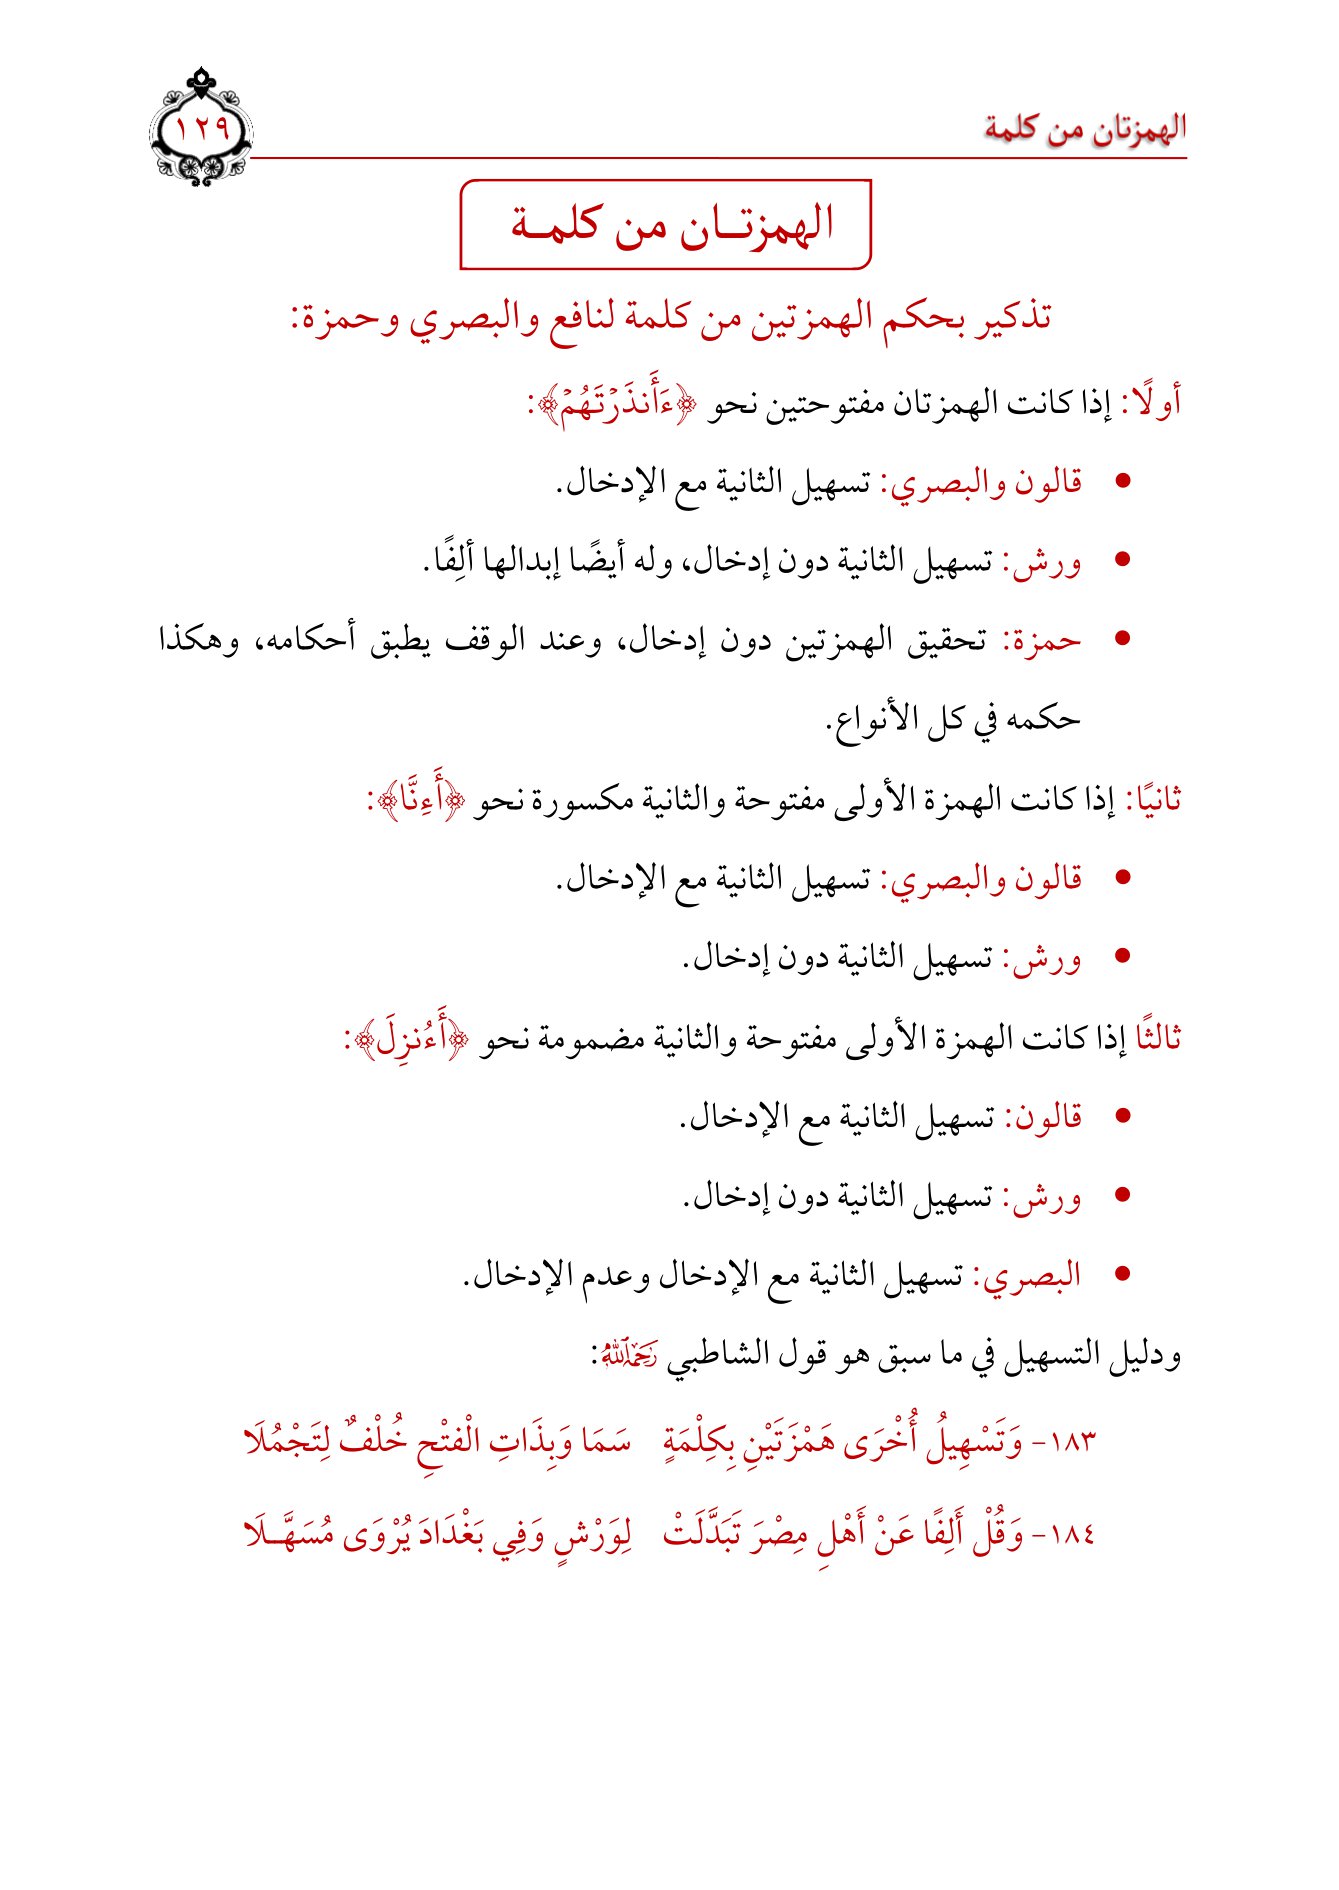 الهمزتان من كلمة
١٢٩
الهمزتــان من كلمــة
تذكير بحكم الهمزتين من كلمة لنافع والبصري وحمزة:
أولًا: إذا كانت الهمزتان مفتوحتين نحو ﴿ءَأَنذَرۡتَهُمۡ﴾:
• قالون والبصري: تسهيل الثانية مع الإدخال.
• ورش: تسهيل الثانية دون إدخال، وله أيضًا إبدالها ألِفًا.
• حمزة: تحقيق الهمزتين دون إدخال، وعند الوقف يطبق أحكامه، وهكذا
حكمه في كل الأنواع.
ثانيًا: إذا كانت الهمزة الأولى مفتوحة والثانية مكسورة نحو ﴿أَءِنَّا﴾:
• قالون والبصري: تسهيل الثانية مع الإدخال.
• ورش: تسهيل الثانية دون إدخال.
ثالثًا إذا كانت الهمزة الأولى مفتوحة والثانية مضمومة نحو ﴿أَءُنزِلَ﴾:
• قالون: تسهيل الثانية مع الإدخال.
• ورش: تسهيل الثانية دون إدخال.
• البصري: تسهيل الثانية مع الإدخال وعدم الإدخال.
ودليل التسهيل في ما سبق هو قول الشاطبي رَحِمَهُ ٱللَّهُ:
١٨٣- وَتَسْهِيلُ أُخْرَى هَمْزَتَيْنِ بِكِلْمَةٍ سَمَا وَبِذَاتِ الْفتْحِ خُلْفٌ لِتَجْمُلَا
١٨٤- وَقُلْ أَلِفًا عَنْ أَهْلِ مِصْرَ تَبَدَّلَتْ لِوَرْشٍ وَفِي بَغْدَادَ يُرْوَى مُسَهَّــلَا